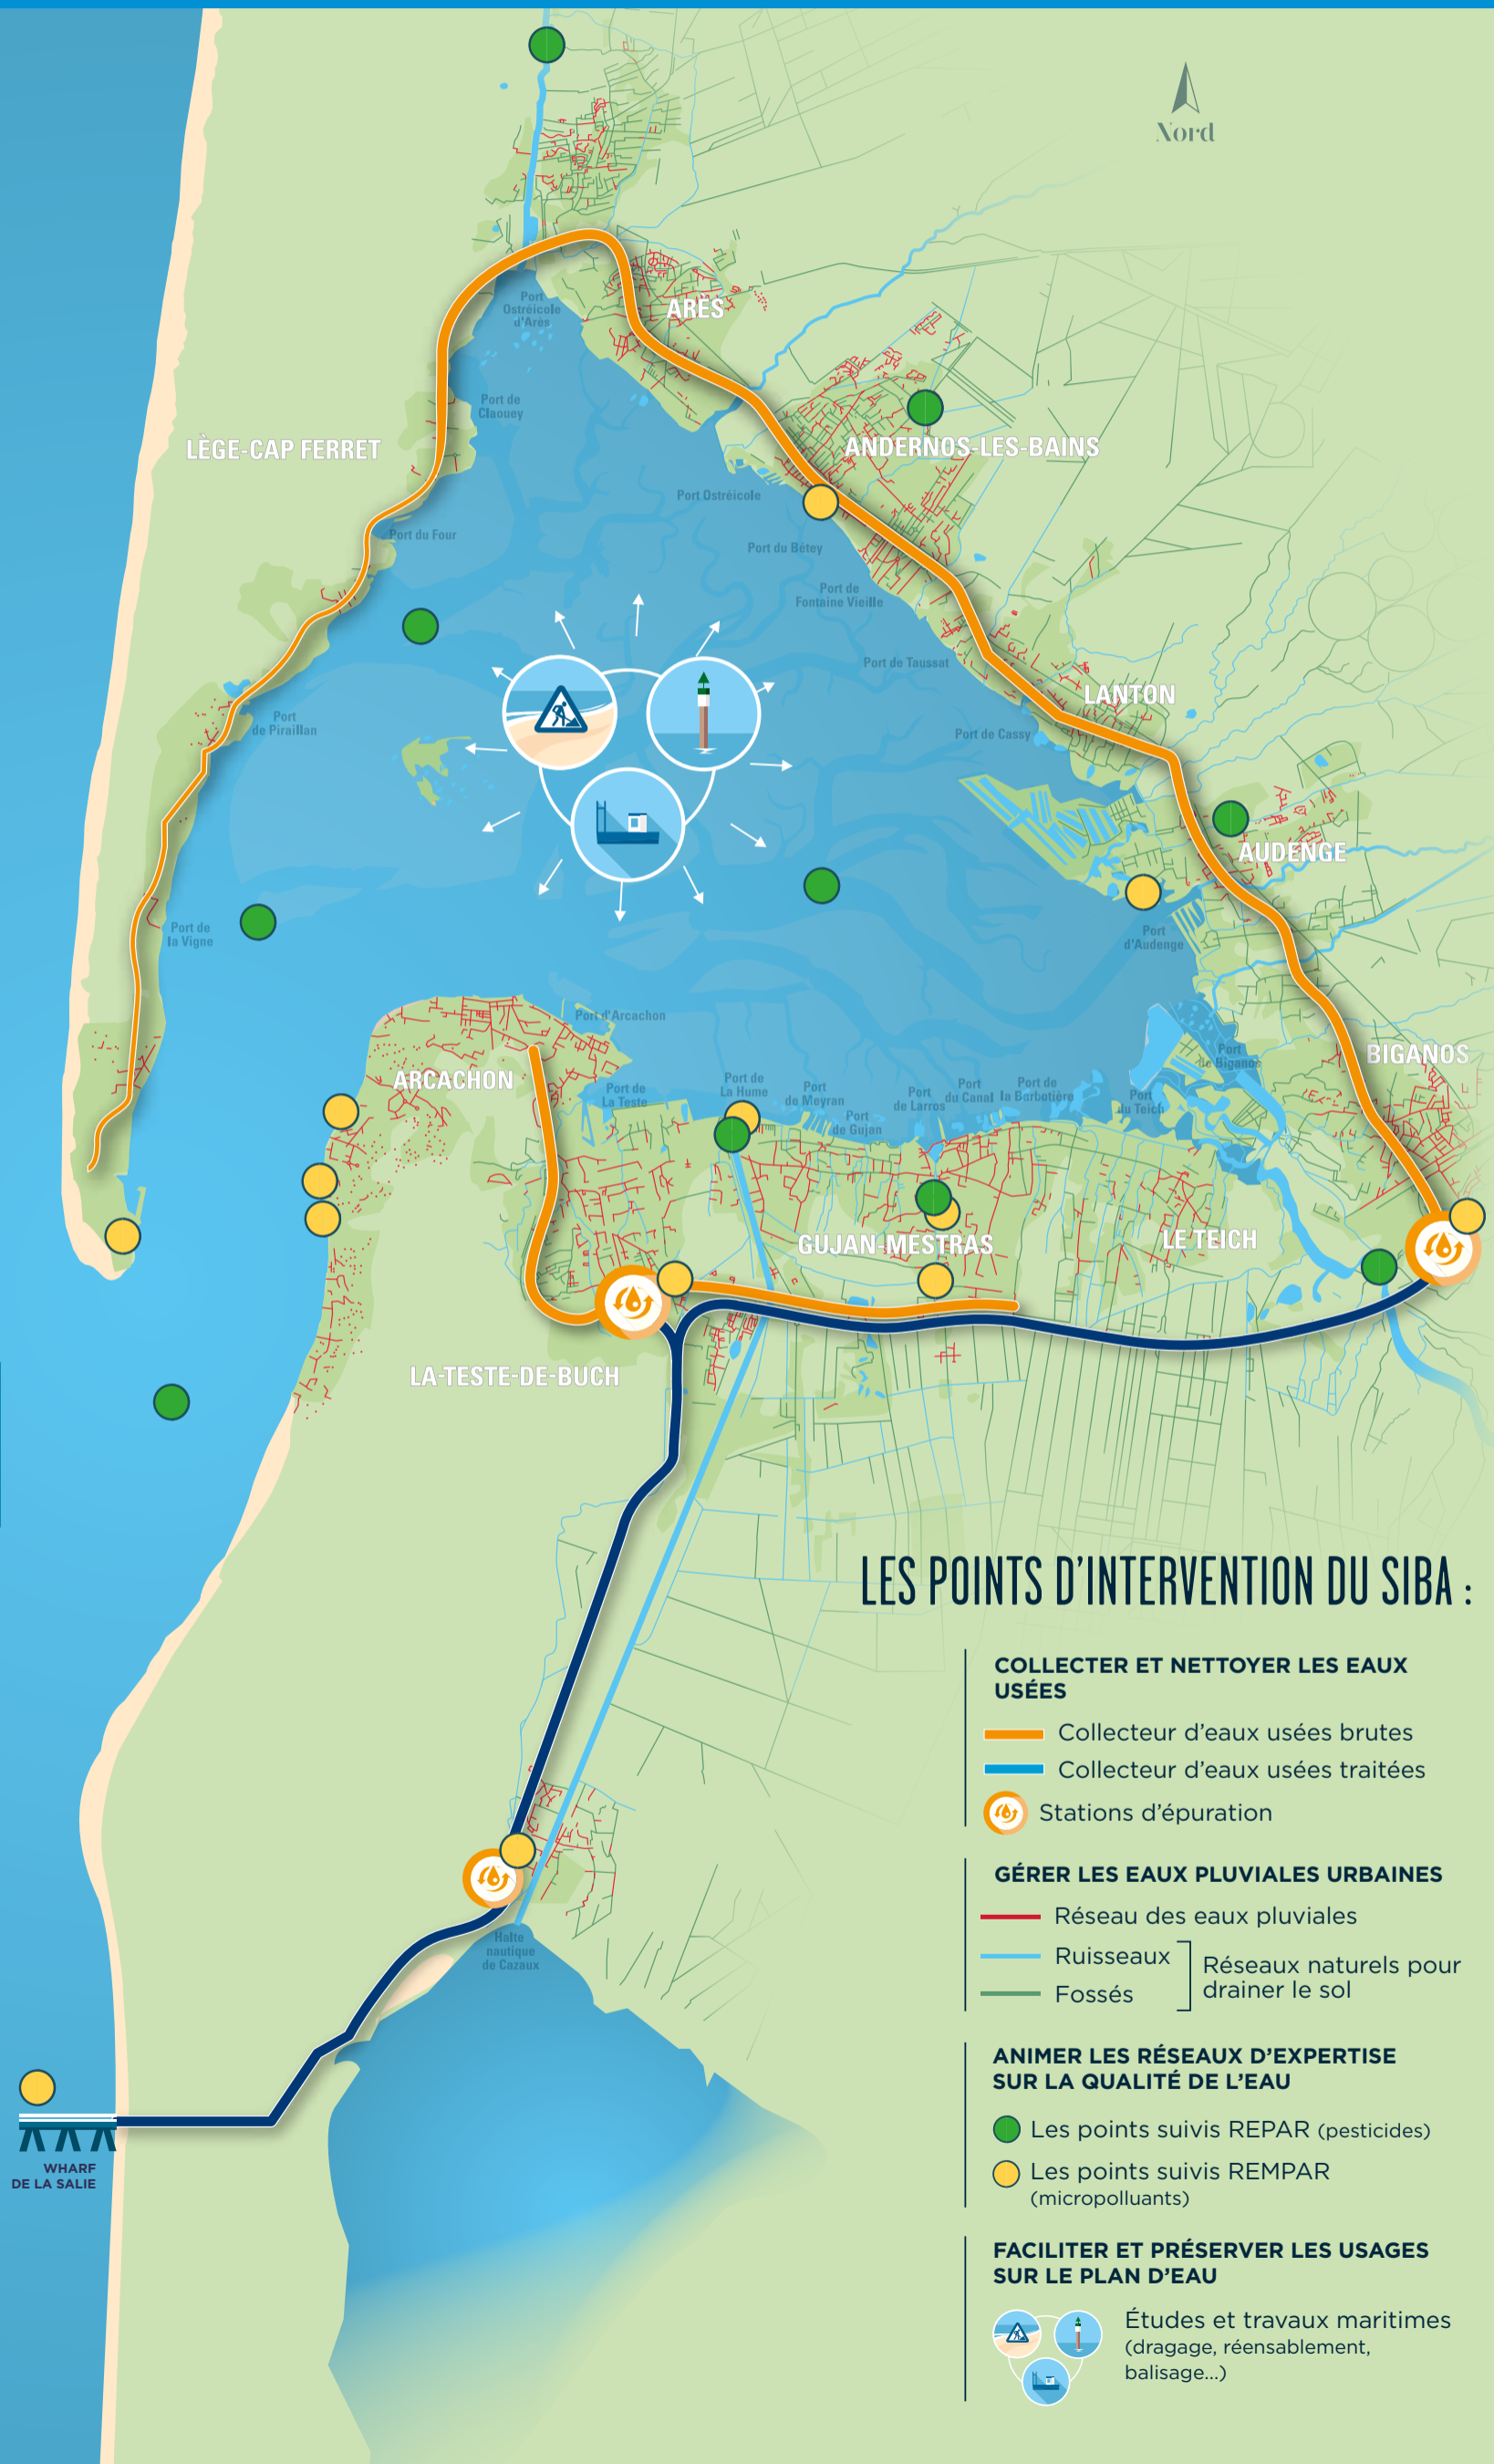 Nord
Port
Ostréicole
d'Arès
ARÈS
Port de
Claouey
LÈGE-CAP FERRET
ANDERNOS-LES-BAINS
Port Ostréicole
Port du Four
Port du Bétey
Port de
Fontaine Vieille
Port de Taussat
LANTON
Port
de Piraillan
Port de Cassy
AUDENGE
Port de
la Vigne
Port
d'Audenge
Port d'Arcachon
ARCACHON
Port
de Biganos
BIGANOS
Port de
La Teste
Port de
La Hume
Port
de Meyran
Port
de Gujan
Port
de Larros
Port
du Canal
Port de
la Barbotière
Port
du Teich
GUJAN-MESTRAS
LE TEICH
LA-TESTE-DE-BUCH
LES POINTS D'INTERVENTION DU SIBA :
COLLECTER ET NETTOYER LES EAUX
USÉES
Collecteur d'eaux usées brutes
Collecteur d'eaux usées traitées
Stations d'épuration
GÉRER LES EAUX PLUVIALES URBAINES
Réseau des eaux pluviales
Ruisseaux
Fossés
Réseaux naturels pour
drainer le sol
Halte
nautique
de Cazaux
ANIMER LES RÉSEAUX D'EXPERTISE
SUR LA QUALITÉ DE L'EAU
Les points suivis REPAR (pesticides)
Les points suivis REMPAR
(micropolluants)
WHARF
DE LA SALIE
FACILITER ET PRÉSERVER LES USAGES
SUR LE PLAN D'EAU
Études et travaux maritimes
(dragage, réensablement,
balisage...)